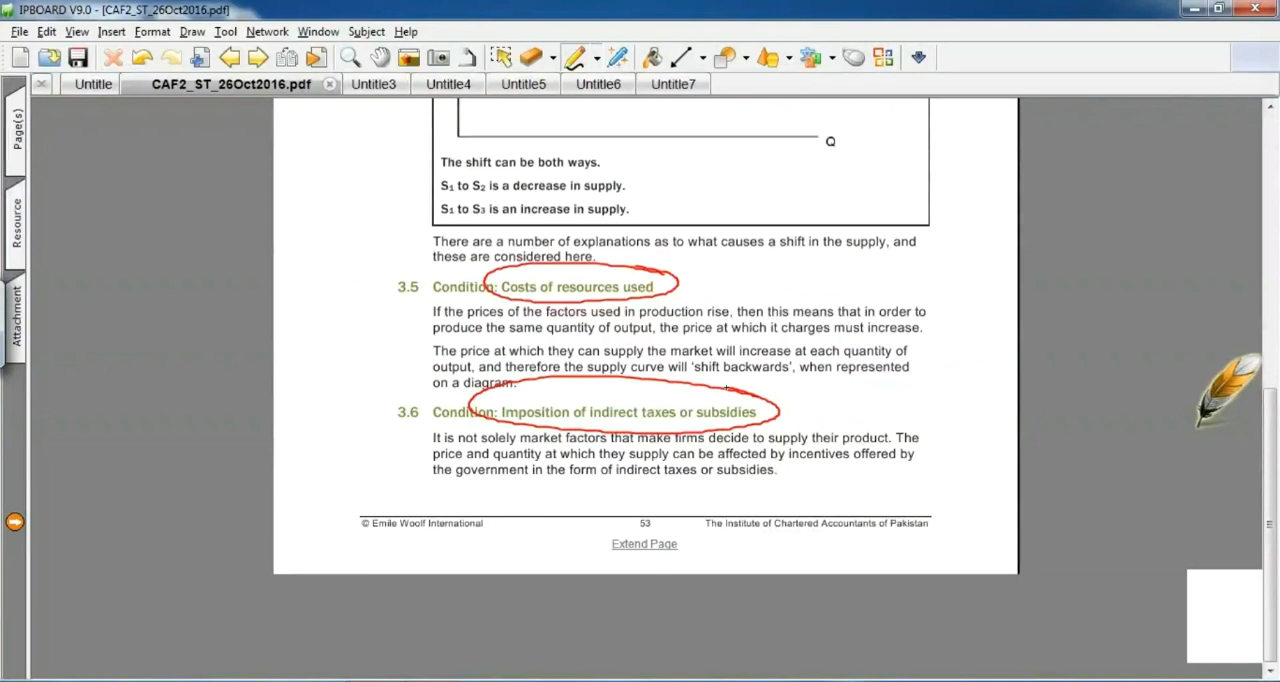 IPBOARD V9.0 - [CAF2_ST_26Oct2016.pdf]
File Edit View Insert Format Draw Tool Network Window Subject Help
Untitle CAF2_ST_26Oct2016.pdf Untitle3 Untitle4 Untitle5 Untitle6 Untitle7
Page(s)
Resource
Attachment
Q
The shift can be both ways.
S1 to S2 is a decrease in supply.
S1 to S3 is an increase in supply.
There are a number of explanations as to what causes a shift in the supply, and
these are considered here.
3.5 Condition: Costs of resources used
If the prices of the factors used in production rise, then this means that in order to
produce the same quantity of output, the price at which it charges must increase.
The price at which they can supply the market will increase at each quantity of
output, and therefore the supply curve will ‘shift backwards’, when represented
on a diagram.
3.6 Condition: Imposition of indirect taxes or subsidies
It is not solely market factors that make firms decide to supply their product. The
price and quantity at which they supply can be affected by incentives offered by
the government in the form of indirect taxes or subsidies.
© Emile Woolf International 53 The Institute of Chartered Accountants of Pakistan
Extend Page